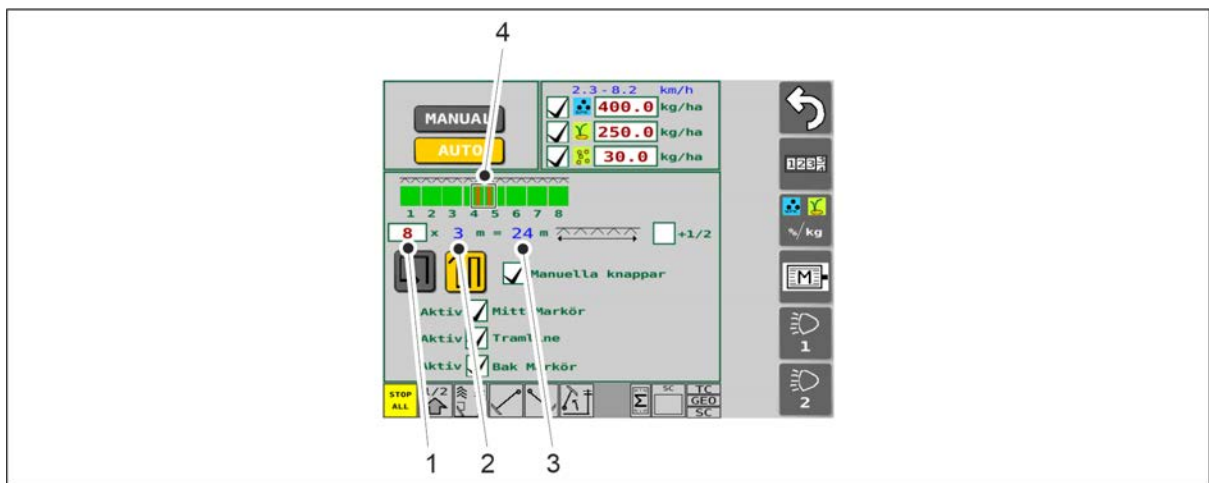 4
2.3-8.2 km/h
400.0 kg/ha
250.0 kg/ha
30.0 kg/ha
MANUAL
AUTO
1 2 3 4 5 6 7 8
8 x 3 m = 24 m
+1/2
Manuella knappar
Aktiv Mitt Markör
Aktiv
Aktiv Bak Markör
STOP
ALL
1/2
Σ
SC
TC
GEO
SC
%/kg
M
1
2
1 2 3